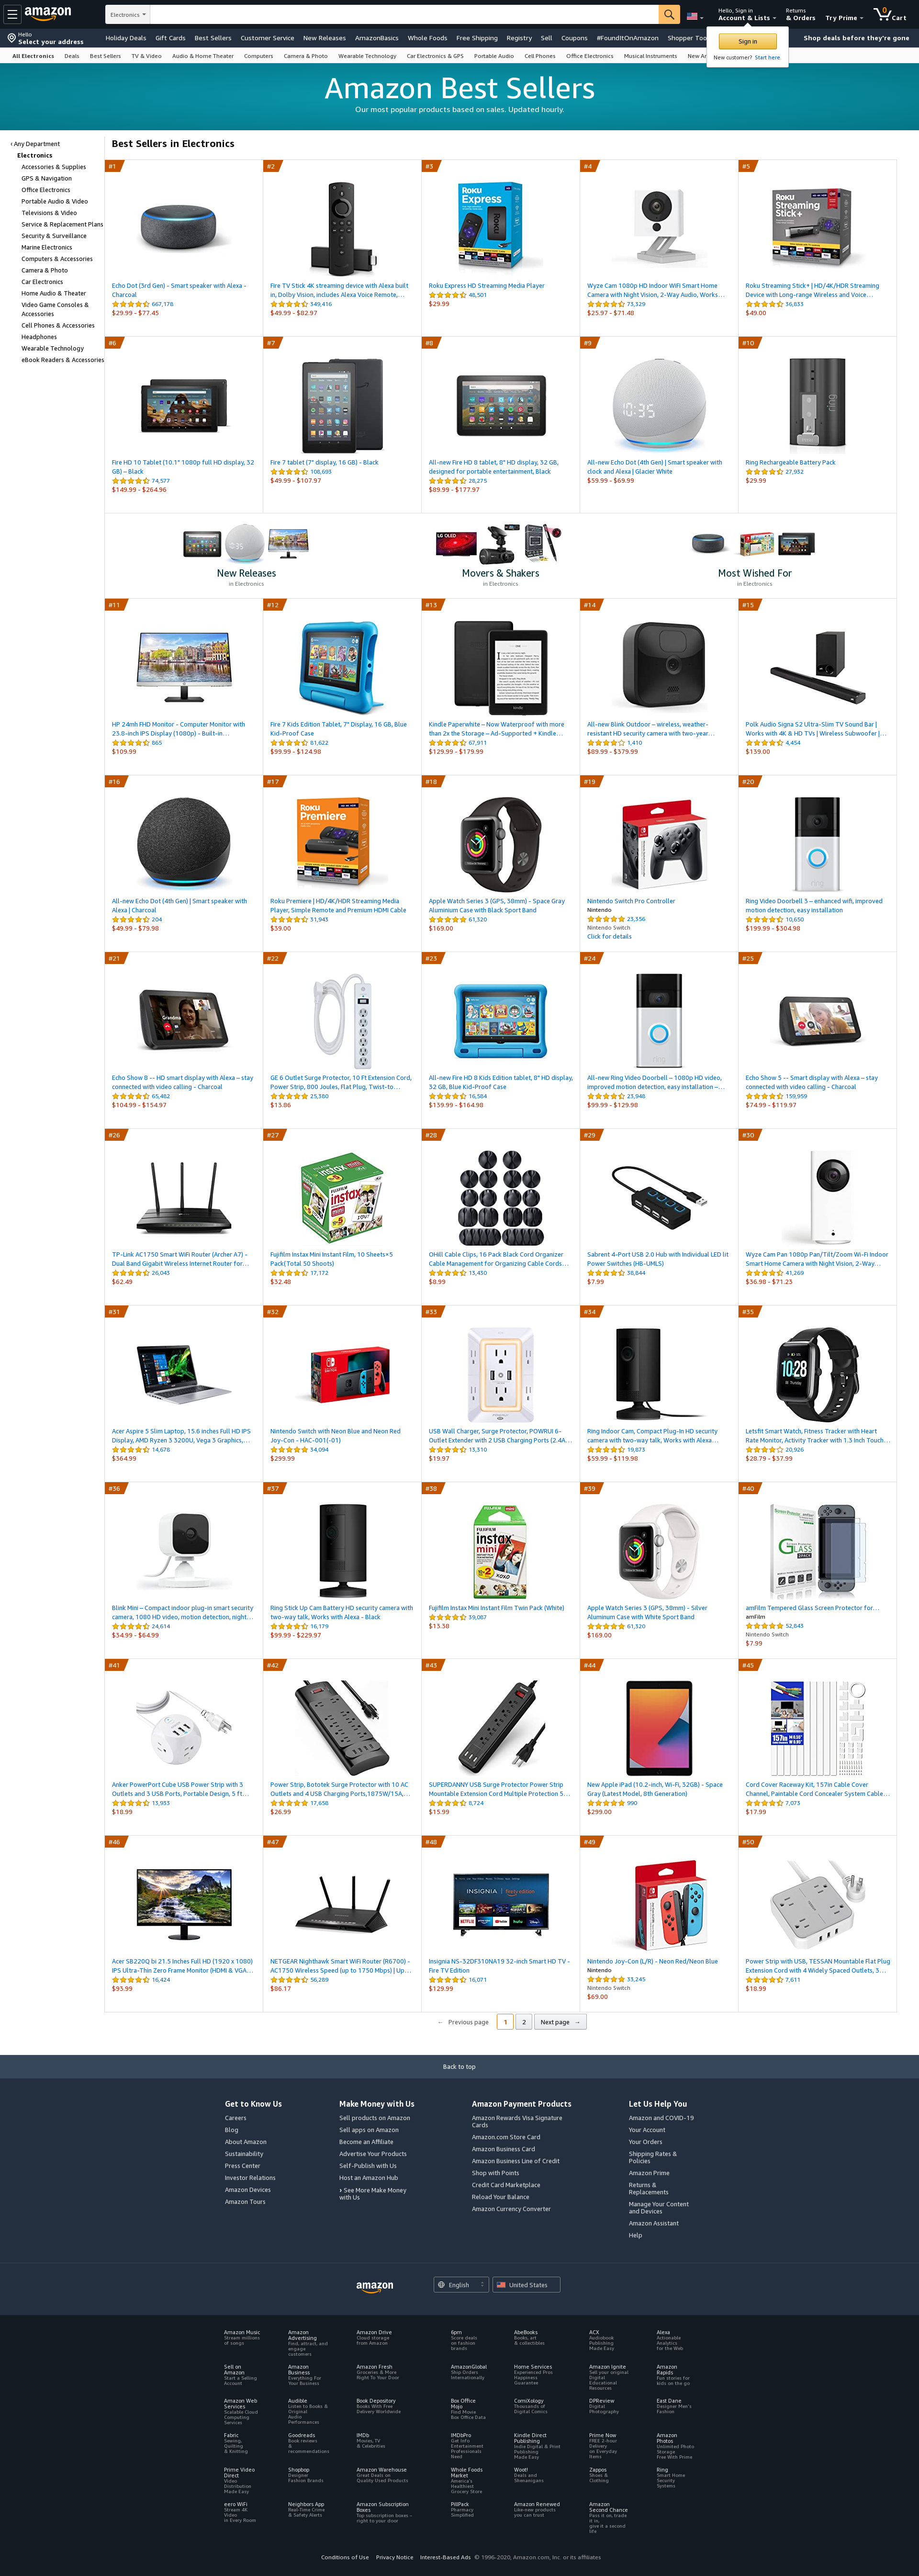 amazon
Electronics
Hello, Sign in
Account & Lists
Returns
& Orders
Try Prime
0
Cart
Hello
Select your address
Holiday Deals
Gift Cards
Best Sellers
Customer Service
New Releases
AmazonBasics
Whole Foods
Free Shipping
Registry
Sell
Coupons
#FoundItOnAmazon
Shopper Too
Shop deals before they're gone
Sign in
New customer? Start here.
All Electronics
Deals
Best Sellers
TV & Video
Audio & Home Theater
Computers
Camera & Photo
Wearable Technology
Car Electronics & GPS
Portable Audio
Cell Phones
Office Electronics
Musical Instruments
Amazon Best Sellers
Our most popular products based on sales. Updated hourly.
‹ Any Department
Electronics
Accessories & Supplies
GPS & Navigation
Office Electronics
Portable Audio & Video
Televisions & Video
Service & Replacement Plans
Security & Surveillance
Marine Electronics
Computers & Accessories
Camera & Photo
Car Electronics
Home Audio & Theater
Video Game Consoles &
Accessories
Cell Phones & Accessories
Headphones
Wearable Technology
eBook Readers & Accessories
Best Sellers in Electronics
#1
Echo Dot (3rd Gen) - Smart speaker with Alexa -
Charcoal
667,178
$29.99 - $77.45
#2
Fire TV Stick 4K streaming device with Alexa built
in, Dolby Vision, includes Alexa Voice Remote,…
349,416
$49.99 - $82.97
#3
Roku Express HD Streaming Media Player
48,501
$29.99
#4
Wyze Cam 1080p HD Indoor WiFi Smart Home
Camera with Night Vision, 2-Way Audio, Works…
73,329
$25.97 - $71.48
#5
Roku Streaming Stick+ | HD/4K/HDR Streaming
Device with Long-range Wireless and Voice…
36,833
$49.00
#6
Fire HD 10 Tablet (10.1" 1080p full HD display, 32
GB) – Black
74,577
$149.99 - $264.96
#7
Fire 7 tablet (7" display, 16 GB) - Black
108,693
$49.99 - $107.97
#8
All-new Fire HD 8 tablet, 8" HD display, 32 GB,
designed for portable entertainment, Black
28,275
$89.99 - $177.97
#9
All-new Echo Dot (4th Gen) | Smart speaker with
clock and Alexa | Glacier White
$59.99 - $69.99
#10
Ring Rechargeable Battery Pack
27,932
$29.99
New Releases
in Electronics
Movers & Shakers
in Electronics
Most Wished For
in Electronics
#11
HP 24mh FHD Monitor - Computer Monitor with
23.8-inch IPS Display (1080p) - Built-in…
665
$109.99
#12
Fire 7 Kids Edition Tablet, 7" Display, 16 GB, Blue
Kid-Proof Case
81,622
$99.99 - $124.98
#13
Kindle Paperwhite – Now Waterproof with more
than 2x the Storage – Ad-Supported + Kindle…
67,911
$129.99 - $179.99
#14
All-new Blink Outdoor – wireless, weather-
resistant HD security camera with two-year…
1,410
$89.99 - $379.99
#15
Polk Audio Signa S2 Ultra-Slim TV Sound Bar |
Works with 4K & HD TVs | Wireless Subwoofer |…
4,454
$139.00
#16
All-new Echo Dot (4th Gen) | Smart speaker with
Alexa | Charcoal
204
$49.99 - $79.98
#17
Roku Premiere | HD/4K/HDR Streaming Media
Player, Simple Remote and Premium HDMI Cable
31,943
$39.00
#18
Apple Watch Series 3 (GPS, 38mm) - Space Gray
Aluminium Case with Black Sport Band
61,320
$169.00
#19
Nintendo Switch Pro Controller
Nintendo
23,356
Nintendo Switch
Click for details
#20
Ring Video Doorbell 3 – enhanced wifi, improved
motion detection, easy installation
10,650
$199.99 - $304.98
#21
Echo Show 8 -- HD smart display with Alexa – stay
connected with video calling - Charcoal
65,482
$104.99 - $154.97
#22
GE 6 Outlet Surge Protector, 10 Ft Extension Cord,
Power Strip, 800 Joules, Flat Plug, Twist-to…
25,380
$13.86
#23
All-new Fire HD 8 Kids Edition tablet, 8" HD display,
32 GB, Blue Kid-Proof Case
16,584
$139.99 - $164.98
#24
All-new Ring Video Doorbell – 1080p HD video,
improved motion detection, easy installation –…
23,948
$99.99 - $129.98
#25
Echo Show 5 -- Smart display with Alexa – stay
connected with video calling - Charcoal
159,959
$74.99 - $119.97
#26
TP-Link AC1750 Smart WiFi Router (Archer A7) -
Dual Band Gigabit Wireless Internet Router for…
26,043
$62.49
#27
Fujifilm Instax Mini Instant Film, 10 Sheets×5
Pack(Total 50 Shoots)
17,172
$32.48
#28
OHill Cable Clips, 16 Pack Black Cord Organizer
Cable Management for Organizing Cable Cords…
13,430
$8.99
#29
Sabrent 4-Port USB 2.0 Hub with Individual LED lit
Power Switches (HB-UMLS)
38,844
$7.99
#30
Wyze Cam Pan 1080p Pan/Tilt/Zoom Wi-Fi Indoor
Smart Home Camera with Night Vision, 2-Way…
41,269
$36.98 - $71.23
#31
Acer Aspire 5 Slim Laptop, 15.6 inches Full HD IPS
Display, AMD Ryzen 3 3200U, Vega 3 Graphics,…
14,678
$364.99
#32
Nintendo Switch with Neon Blue and Neon Red
Joy-Con - HAC-001(-01)
34,094
$299.99
#33
USB Wall Charger, Surge Protector, POWRUI 6-
Outlet Extender with 2 USB Charging Ports (2.4A…
13,310
$19.97
#34
Ring Indoor Cam, Compact Plug-In HD security
camera with two-way talk, Works with Alexa…
19,873
$59.99 - $119.98
#35
Letsfit Smart Watch, Fitness Tracker with Heart
Rate Monitor, Activity Tracker with 1.3 Inch Touch…
20,926
$28.79 - $37.99
#36
Blink Mini – Compact indoor plug-in smart security
camera, 1080 HD video, motion detection, night…
24,614
$34.99 - $64.99
#37
Ring Stick Up Cam Battery HD security camera with
two-way talk, Works with Alexa - Black
16,179
$99.99 - $229.97
#38
Fujifilm Instax Mini Instant Film Twin Pack (White)
39,087
$13.38
#39
Apple Watch Series 3 (GPS, 38mm) - Silver
Aluminum Case with White Sport Band
61,320
$169.00
#40
amFilm Tempered Glass Screen Protector for…
amFilm
52,843
Nintendo Switch
$7.99
#41
Anker PowerPort Cube USB Power Strip with 3
Outlets and 3 USB Ports, Portable Design, 5 ft…
13,933
$18.99
#42
Power Strip, Bototek Surge Protector with 10 AC
Outlets and 4 USB Charging Ports,1875W/15A,…
17,658
$26.99
#43
SUPERDANNY USB Surge Protector Power Strip
Mountable Extension Cord Multiple Protection 5…
8,724
$15.99
#44
New Apple iPad (10.2-inch, Wi-Fi, 32GB) - Space
Gray (Latest Model, 8th Generation)
990
$299.00
#45
Cord Cover Raceway Kit, 157in Cable Cover
Channel, Paintable Cord Concealer System Cable…
7,073
$17.99
#46
Acer SB220Q bi 21.5 Inches Full HD (1920 x 1080)
IPS Ultra-Thin Zero Frame Monitor (HDMI & VGA…
16,424
$93.99
#47
NETGEAR Nighthawk Smart WiFi Router (R6700) -
AC1750 Wireless Speed (up to 1750 Mbps) | Up…
56,289
$86.17
#48
Insignia NS-32DF310NA19 32-inch Smart HD TV -
Fire TV Edition
16,071
$129.99
#49
Nintendo Joy-Con (L/R) - Neon Red/Neon Blue
Nintendo
33,245
Nintendo Switch
$69.00
#50
Power Strip with USB, TESSAN Mountable Flat Plug
Extension Cord with 4 Widely Spaced Outlets, 3…
7,611
$18.99
← Previous page
1
2
Next page →
Back to top
Get to Know Us
Careers
Blog
About Amazon
Sustainability
Press Center
Investor Relations
Amazon Devices
Amazon Tours
Make Money with Us
Sell products on Amazon
Sell apps on Amazon
Become an Affiliate
Advertise Your Products
Self-Publish with Us
Host an Amazon Hub
› See More Make Money
with Us
Amazon Payment Products
Amazon Rewards Visa Signature
Cards
Amazon.com Store Card
Amazon Business Card
Amazon Business Line of Credit
Shop with Points
Credit Card Marketplace
Reload Your Balance
Amazon Currency Converter
Let Us Help You
Amazon and COVID-19
Your Account
Your Orders
Shipping Rates &
Policies
Amazon Prime
Returns &
Replacements
Manage Your Content
and Devices
Amazon Assistant
Help
amazon
English
United States
Amazon Music
Stream millions
of songs
Amazon
Advertising
Find, attract, and
engage
customers
Amazon Drive
Cloud storage
from Amazon
6pm
Score deals
on fashion
brands
AbeBooks
Books, art
& collectibles
ACX
Audiobook
Publishing
Made Easy
Alexa
Actionable
Analytics
for the Web
Sell on
Amazon
Start a Selling
Account
Amazon
Business
Everything For
Your Business
Amazon Fresh
Groceries & More
Right To Your Door
AmazonGlobal
Ship Orders
Internationally
Home Services
Experienced Pros
Happiness
Guarantee
Amazon Ignite
Sell your original
Digital
Educational
Resources
Amazon
Rapids
Fun stories for
kids on the go
Amazon Web
Services
Scalable Cloud
Computing
Services
Audible
Listen to Books &
Original
Audio
Performances
Book Depository
Books With Free
Delivery Worldwide
Box Office
Mojo
Find Movie
Box Office Data
ComiXology
Thousands of
Digital Comics
DPReview
Digital
Photography
East Dane
Designer Men's
Fashion
Fabric
Sewing,
Quilting
& Knitting
Goodreads
Book reviews
&
recommendations
IMDb
Movies, TV
& Celebrities
IMDbPro
Get Info
Entertainment
Professionals
Need
Kindle Direct
Publishing
Indie Digital & Print
Publishing
Made Easy
Prime Now
FREE 2-hour
Delivery
on Everyday
Items
Amazon
Photos
Unlimited Photo
Storage
Free With Prime
Prime Video
Direct
Video
Distribution
Made Easy
Shopbop
Designer
Fashion Brands
Amazon Warehouse
Great Deals on
Quality Used Products
Whole Foods
Market
America's
Healthiest
Grocery Store
Woot!
Deals and
Shenanigans
Zappos
Shoes &
Clothing
Ring
Smart Home
Security
Systems
eero WiFi
Stream 4K
Video
in Every Room
Neighbors App
Real-Time Crime
& Safety Alerts
Amazon Subscription
Boxes
Top subscription boxes –
right to your door
PillPack
Pharmacy
Simplified
Amazon Renewed
Like-new products
you can trust
Amazon
Second Chance
Pass it on, trade
it in,
give it a second
life
Conditions of Use
Privacy Notice
Interest-Based Ads
© 1996-2020, Amazon.com, Inc. or its affiliates